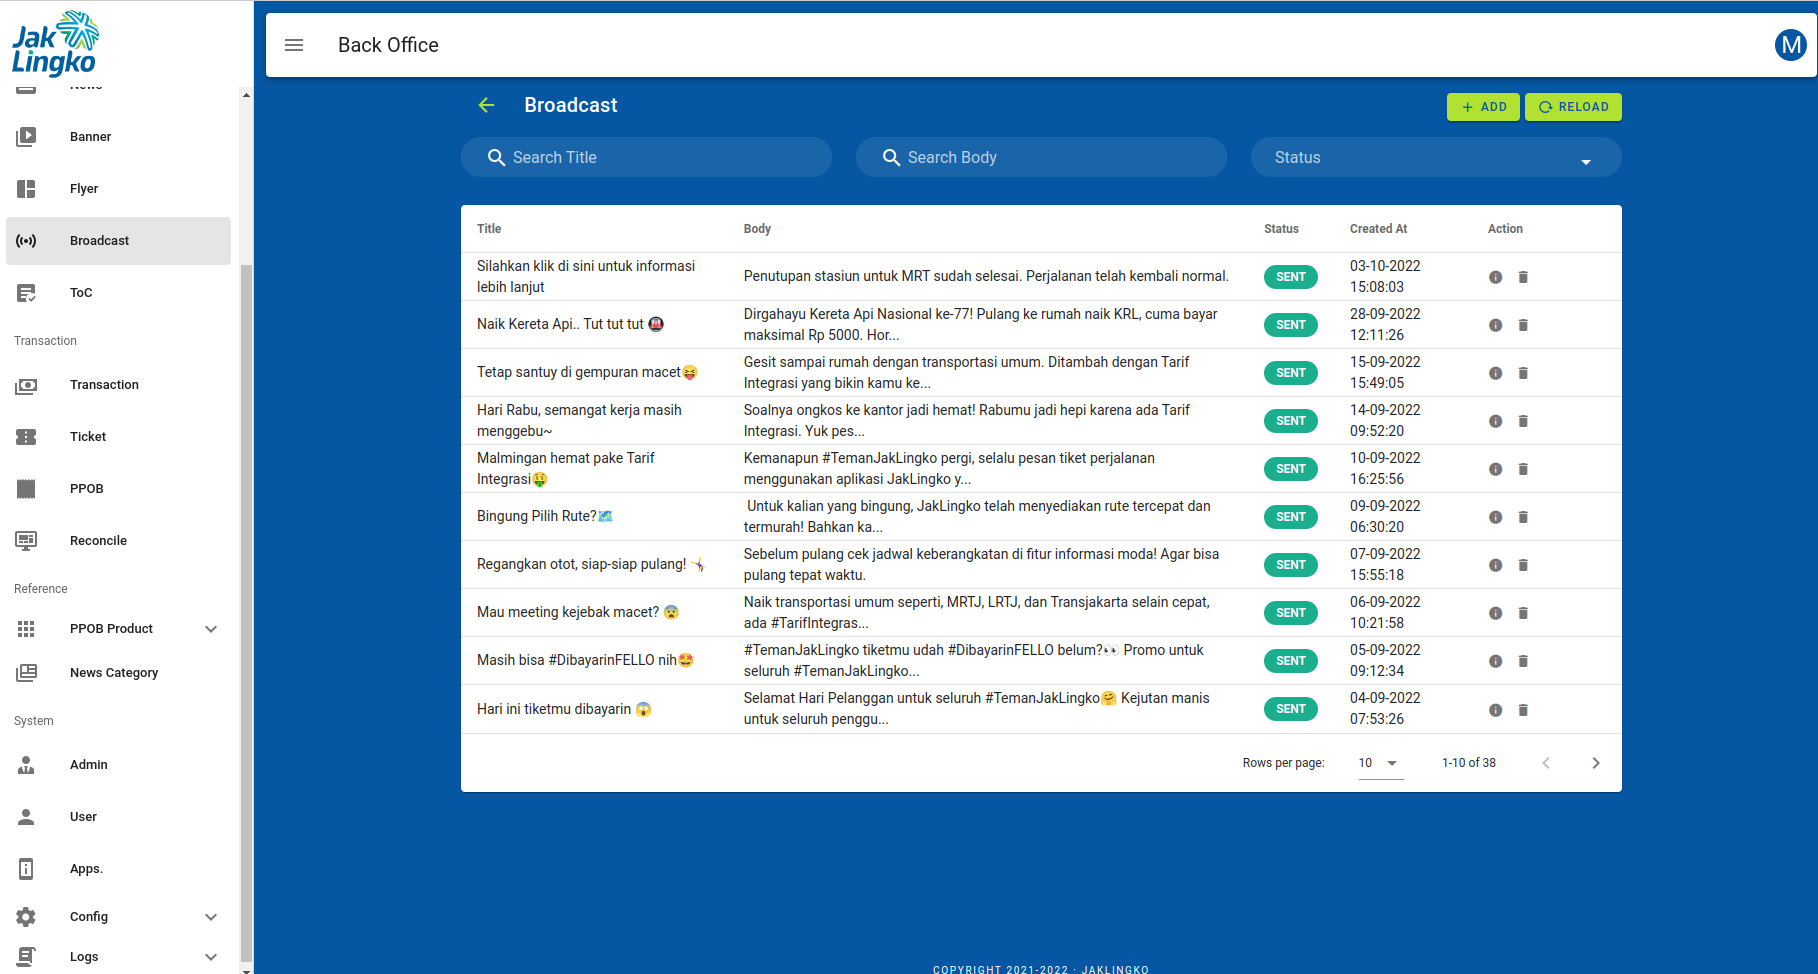 Jak
Lingko
Back Office
M
News
Banner
Flyer
Broadcast
ToC
Transaction
Transaction
Ticket
PPOB
Reconcile
Reference
PPOB Product
News Category
System
Admin
User
Apps.
Config
Logs
Broadcast
ADD
RELOAD
Search Title
Search Body
Status
Title Body Status Created At Action
Silahkan klik di sini untuk informasi
lebih lanjut
Penutupan stasiun untuk MRT sudah selesai. Perjalanan telah kembali normal.
SENT
03-10-2022
15:08:03
Naik Kereta Api.. Tut tut tut 🚇
Dirgahayu Kereta Api Nasional ke-77! Pulang ke rumah naik KRL, cuma bayar
maksimal Rp 5000. Hor...
SENT
28-09-2022
12:11:26
Tetap santuy di gempuran macet😝
Gesit sampai rumah dengan transportasi umum. Ditambah dengan Tarif
Integrasi yang bikin kamu ke...
SENT
15-09-2022
15:49:05
Hari Rabu, semangat kerja masih
menggebu~
Soalnya ongkos ke kantor jadi hemat! Rabumu jadi hepi karena ada Tarif
Integrasi. Yuk pes...
SENT
14-09-2022
09:52:20
Malmingan hemat pake Tarif
Integrasi🤑
Kemanapun #TemanJakLingko pergi, selalu pesan tiket perjalanan
menggunakan aplikasi JakLingko y...
SENT
10-09-2022
16:25:56
Bingung Pilih Rute?🗺️
Untuk kalian yang bingung, JakLingko telah menyediakan rute tercepat dan
termurah! Bahkan ka...
SENT
09-09-2022
06:30:20
Regangkan otot, siap-siap pulang! 🤸
Sebelum pulang cek jadwal keberangkatan di fitur informasi moda! Agar bisa
pulang tepat waktu.
SENT
07-09-2022
15:55:18
Mau meeting kejebak macet? 😨
Naik transportasi umum seperti, MRTJ, LRTJ, dan Transjakarta selain cepat,
ada #TarifIntegras...
SENT
06-09-2022
10:21:58
Masih bisa #DibayarinFELLO nih🤩
#TemanJakLingko tiketmu udah #DibayarinFELLO belum?👀 Promo untuk
seluruh #TemanJakLingko...
SENT
05-09-2022
09:12:34
Hari ini tiketmu dibayarin 😱
Selamat Hari Pelanggan untuk seluruh #TemanJakLingko🤗 Kejutan manis
untuk seluruh penggu...
SENT
04-09-2022
07:53:26
Rows per page: 10 1-10 of 38
COPYRIGHT 2021-2022 · JAKLINGKO